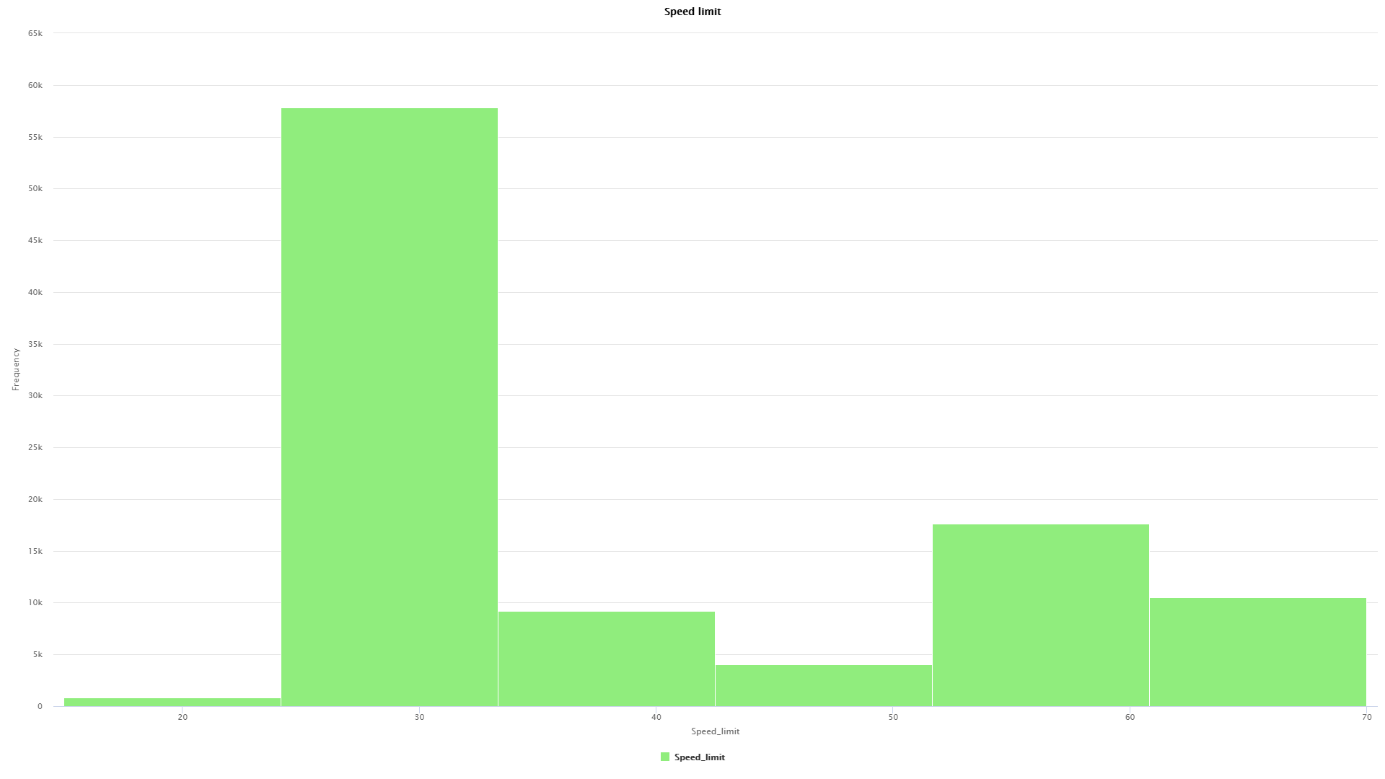 Speed limit
65k
60k
55k
50k
45k
40k
35k
30k
25k
20k
15k
10k
5k
0
Frequency
20 30 40 50 60 70
Speed_limit
Speed_limit